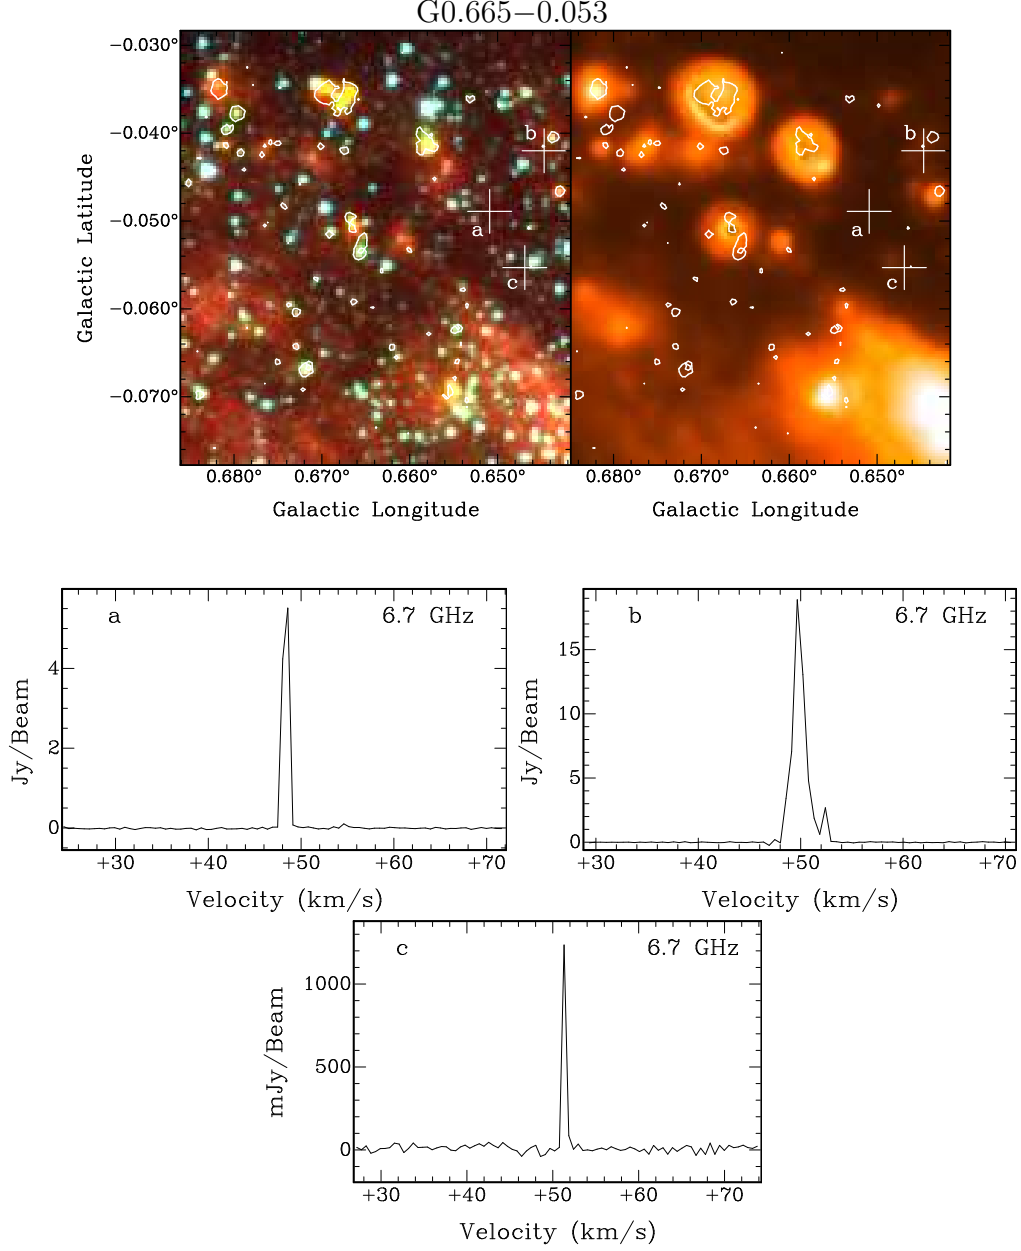 G0.665−0.053
−0.030°
−0.040°
−0.050°
−0.060°
−0.070°
Galactic Latitude
b
a
c
b
a
c
0.680° 0.670° 0.660° 0.650° 0.680° 0.670° 0.660° 0.650°
Galactic Longitude Galactic Longitude
a 6.7 GHz
4
2
0
Jy/Beam
+30 +40 +50 +60 +70
Velocity (km/s)
b 6.7 GHz
15
10
5
0
Jy/Beam
+30 +40 +50 +60 +70
Velocity (km/s)
c 6.7 GHz
1000
500
0
mJy/Beam
+30 +40 +50 +60 +70
Velocity (km/s)